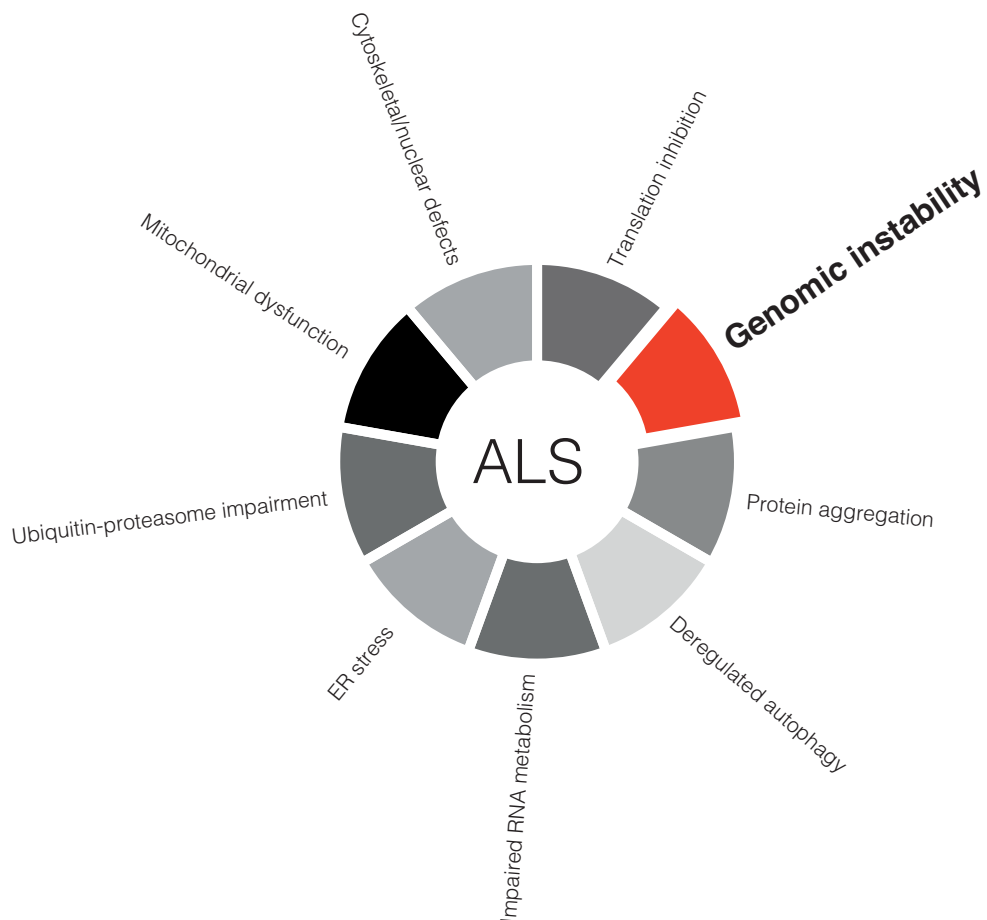 Cytoskeletal/nuclear defects
Translation inhibition
Genomic instability
Mitochondrial dysfunction
ALS
Protein aggregation
Ubiquitin-proteasome impairment
Deregulated autophagy
ER stress
Impaired RNA metabolism